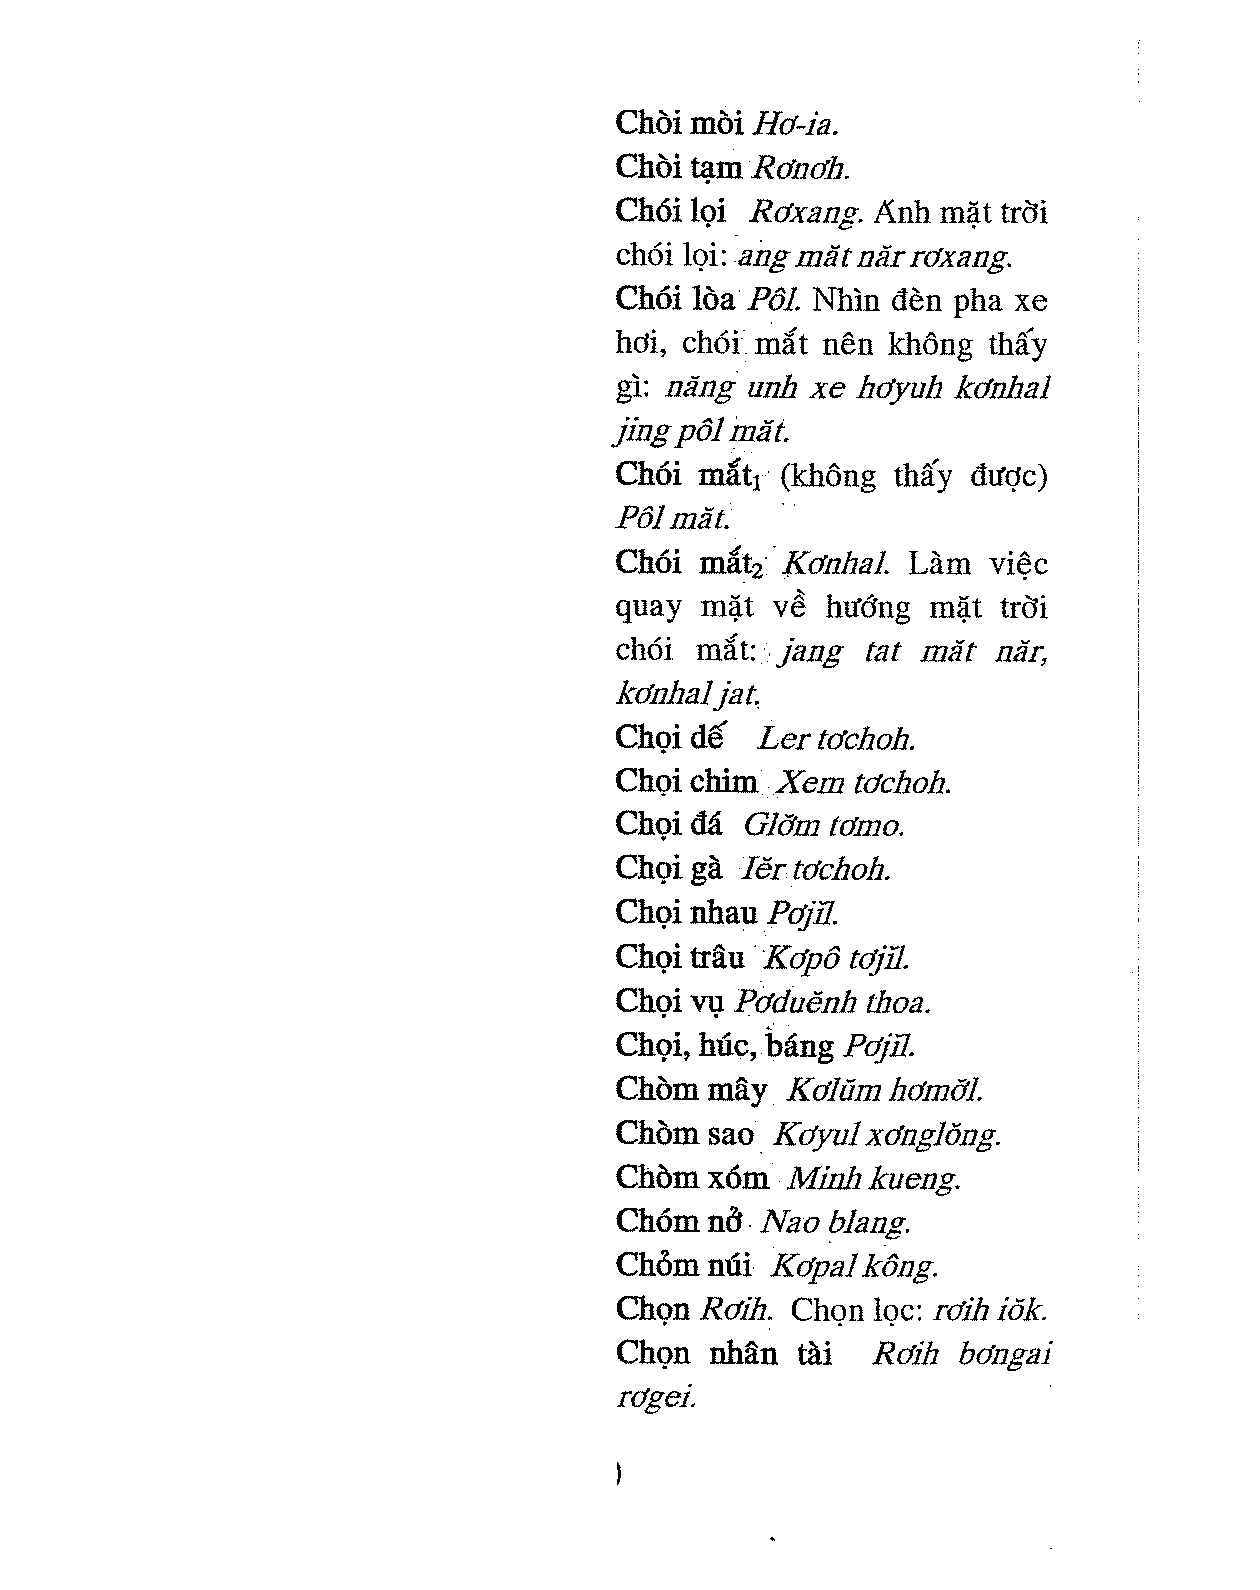 Chòi mòi Hơ-ia.
Chòi tạm Rơnơh.
Chói lọi Rơxang. Ánh mặt trời
chói lọi: ang măt năr rơxang.
Chói lòa Pôl. Nhìn đèn pha xe
hơi, chói mắt nên không thấy
gì: năng unh xe hơyuh kơnhal
jing pôl măt.
Chói mắt₁ (không thấy được)
Pôl măt.
Chói mắt₂ Kơnhal. Làm việc
quay mặt về hướng mặt trời
chói mắt: jang tat măt năr,
kơnhal jat.
Chọi dế Ler tơchoh.
Chọi chim Xem tơchoh.
Chọi đá Glơ̆m tơmo.
Chọi gà Iĕr tơchoh.
Chọi nhau Pơjĭl.
Chọi trâu Kơpô tơjĭl.
Chọi vụ Pơduĕnh thoa.
Chọi, húc, báng Pơjĭl.
Chòm mây Kơlŭm hơmơ̆l.
Chòm sao Kơyul xơnglŏng.
Chòm xóm Minh kueng.
Chóm nở Nao blang.
Chỏm núi Kơpal kông.
Chọn Rơih. Chọn lọc: rơih iŏk.
Chọn nhân tài Rơih bơngai
rơgei.